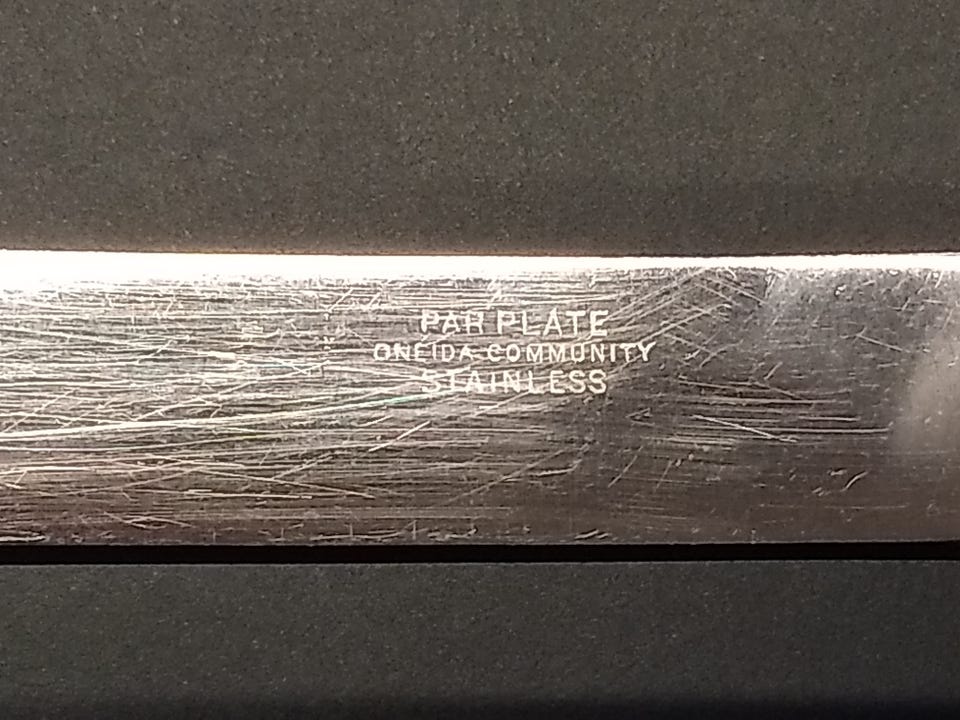 PAR PLATE
ONEIDA COMMUNITY
STAINLESS